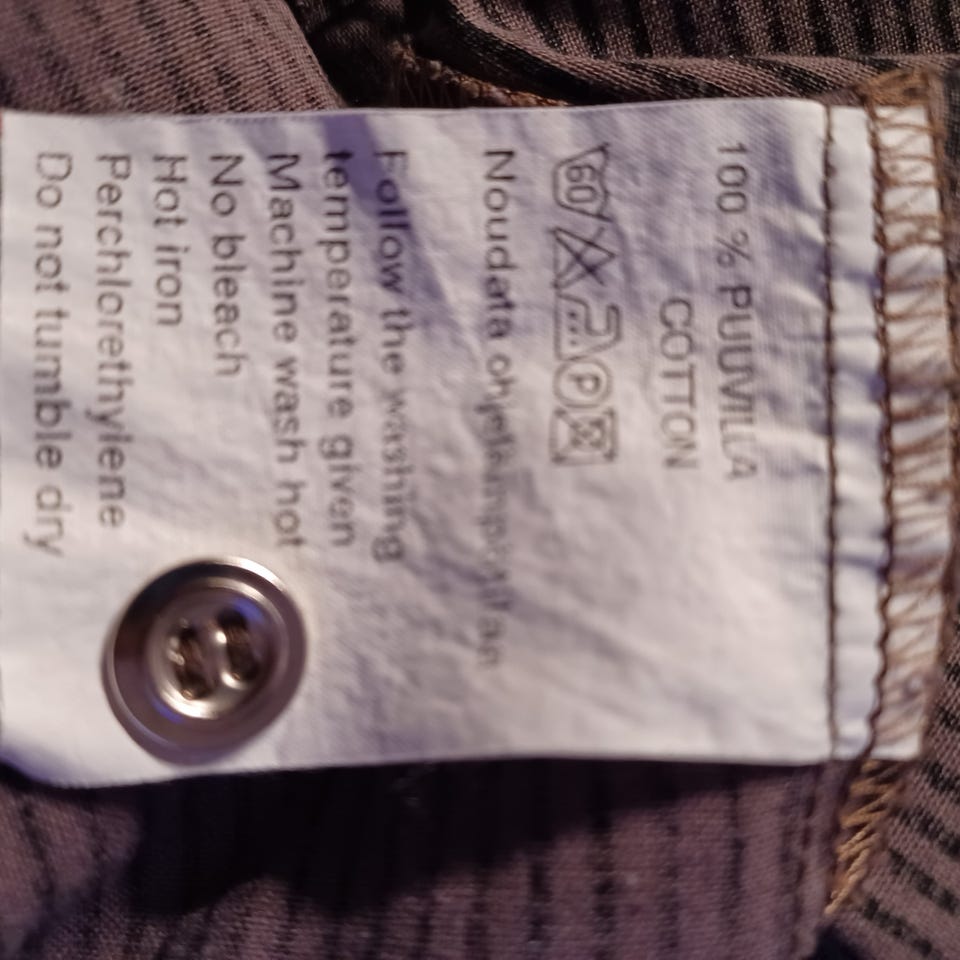 100 % PUUVILLA
COTTON
60 P
Noudata
Follow the washing
temperature given
Machine wash hot
No bleach
Hot iron
Perchlorethylene
Do not tumble dry